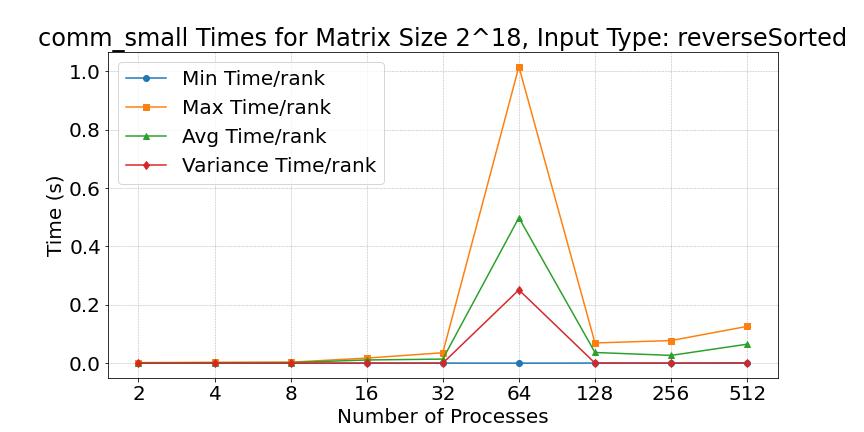 comm_small Times for Matrix Size 2^18, Input Type: reverseSorted
Min Time/rank
Max Time/rank
Avg Time/rank
Variance Time/rank
Time (s)
1.0
0.8
0.6
0.4
0.2
0.0
2 4 8 16 32 64 128 256 512
Number of Processes